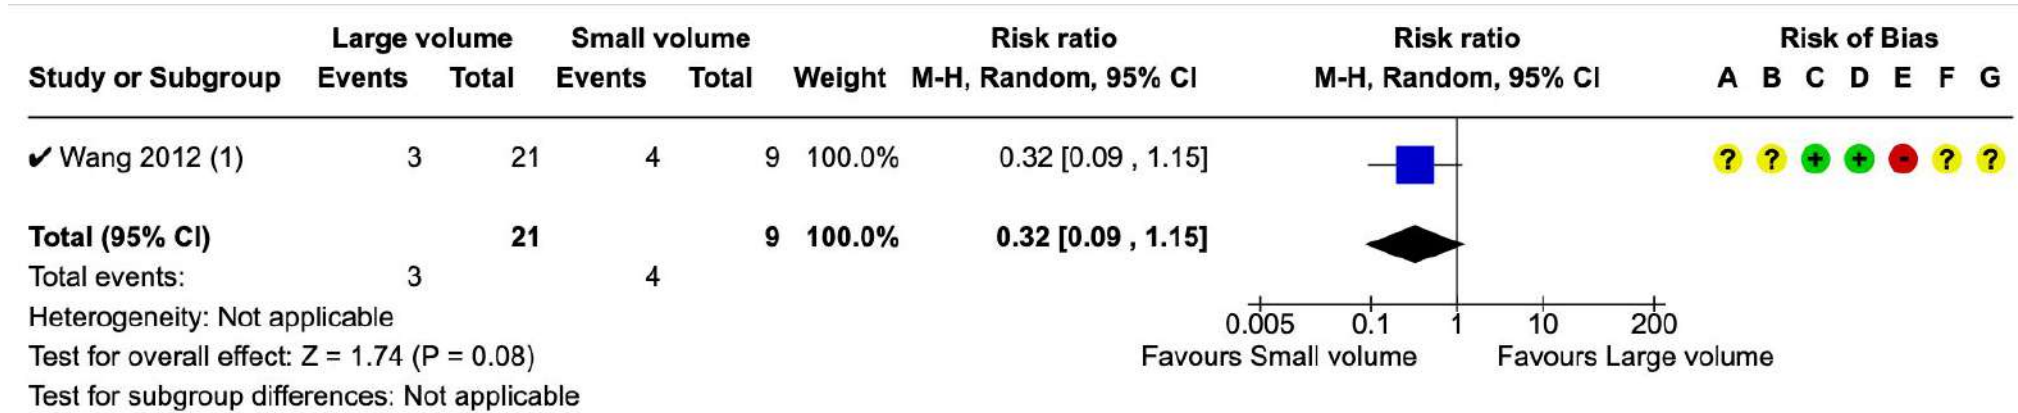 Large volume Small volume Risk ratio Risk ratio Risk of Bias
Study or Subgroup Events Total Events Total Weight M-H, Random, 95% CI M-H, Random, 95% CI A B C D E F G
✔ Wang 2012 (1) 3 21 4 9 100.0% 0.32 [0.09 , 1.15] ? ? + + - ? ?
Total (95% CI) 21 9 100.0% 0.32 [0.09 , 1.15]
Total events: 3 4
Heterogeneity: Not applicable 0.005 0.1 1 10 200
Test for overall effect: Z = 1.74 (P = 0.08) Favours Small volume Favours Large volume
Test for subgroup differences: Not applicable